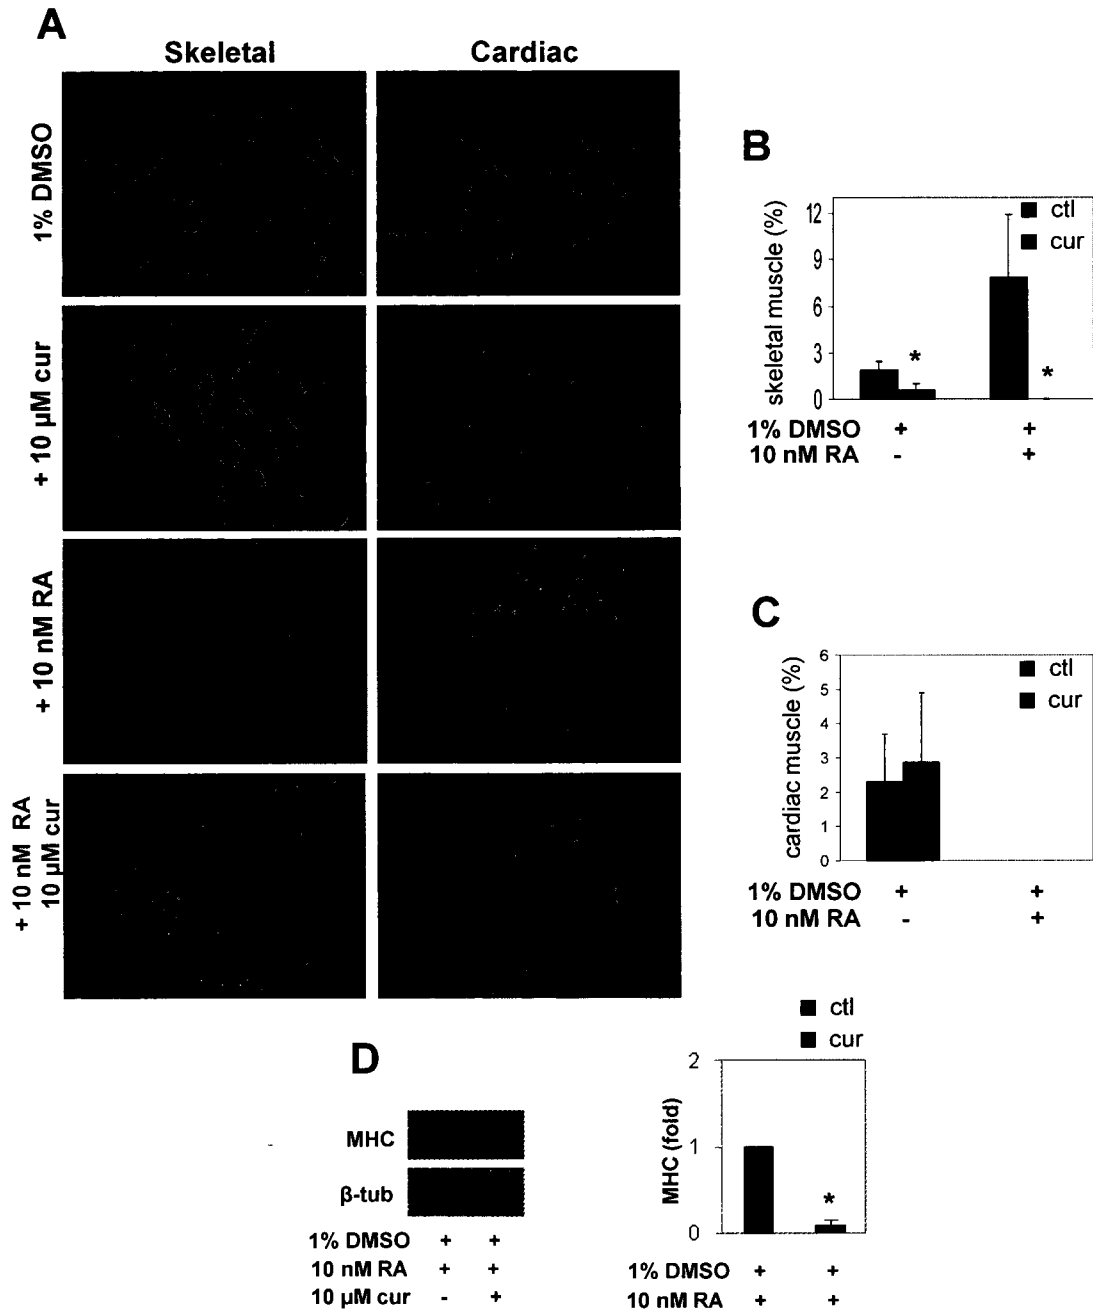 A
Skeletal Cardiac
1% DMSO
+ 10 µM cur
+ 10 nM RA
+ 10 nM RA
10 µM cur
B
skeletal muscle (%)
12
9
6
3
0
ctl
cur
*
*
1% DMSO + +
10 nM RA - +
C
cardiac muscle (%)
6
5
4
3
2
1
0
ctl
cur
1% DMSO + +
10 nM RA - +
D
MHC
β-tub
1% DMSO + +
10 nM RA + +
10 µM cur - +
ctl
cur
MHC (fold)
2
1
0
*
1% DMSO + +
10 nM RA + +